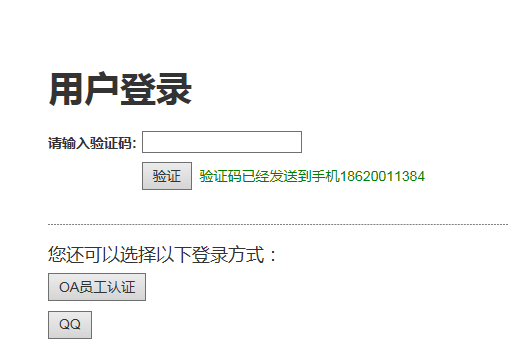 用户登录
请输入验证码:
验证 验证码已经发送到手机18620011384
您还可以选择以下登录方式：
OA员工认证
QQ